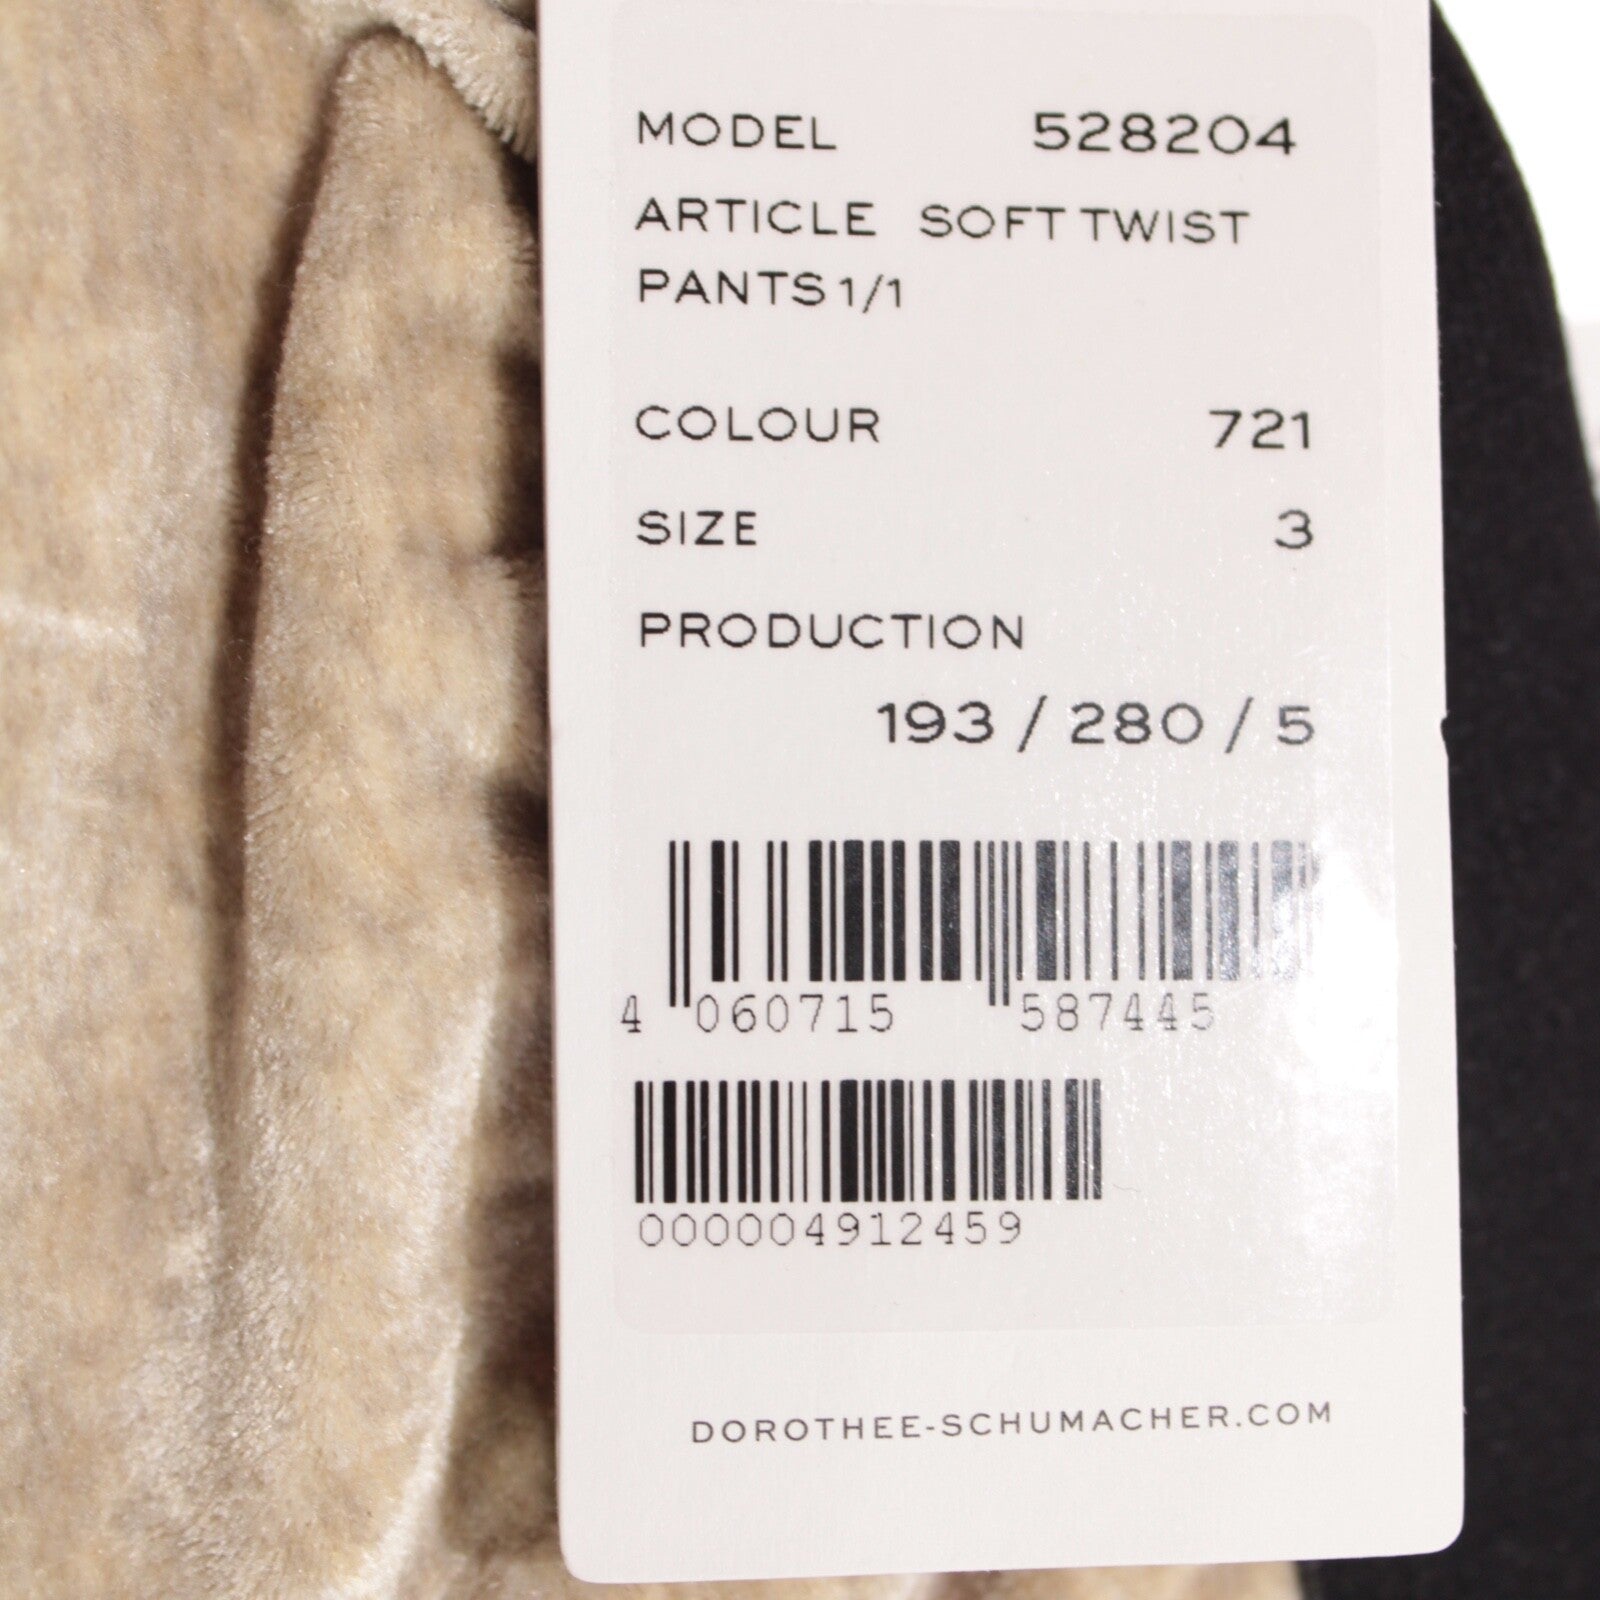 MODEL 528204
ARTICLE SOFT TWIST
PANTS 1/1
COLOUR 721
SIZE 3
PRODUCTION
193 / 280 / 5
4 060715 587445
000004912459
DOROTHEE-SCHUMACHER.COM